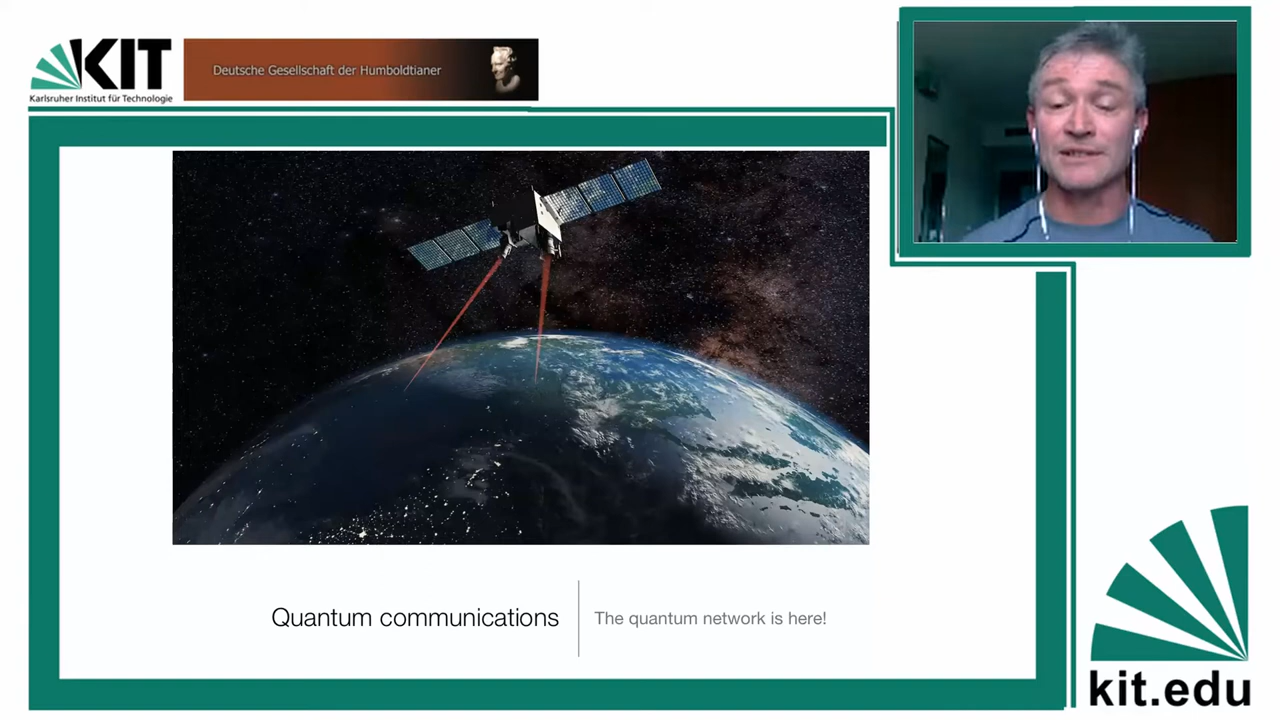 KIT
Karlsruher Institut für Technologie
Deutsche Gesellschaft der Humboldtianer
Quantum communications
The quantum network is here!
kit.edu